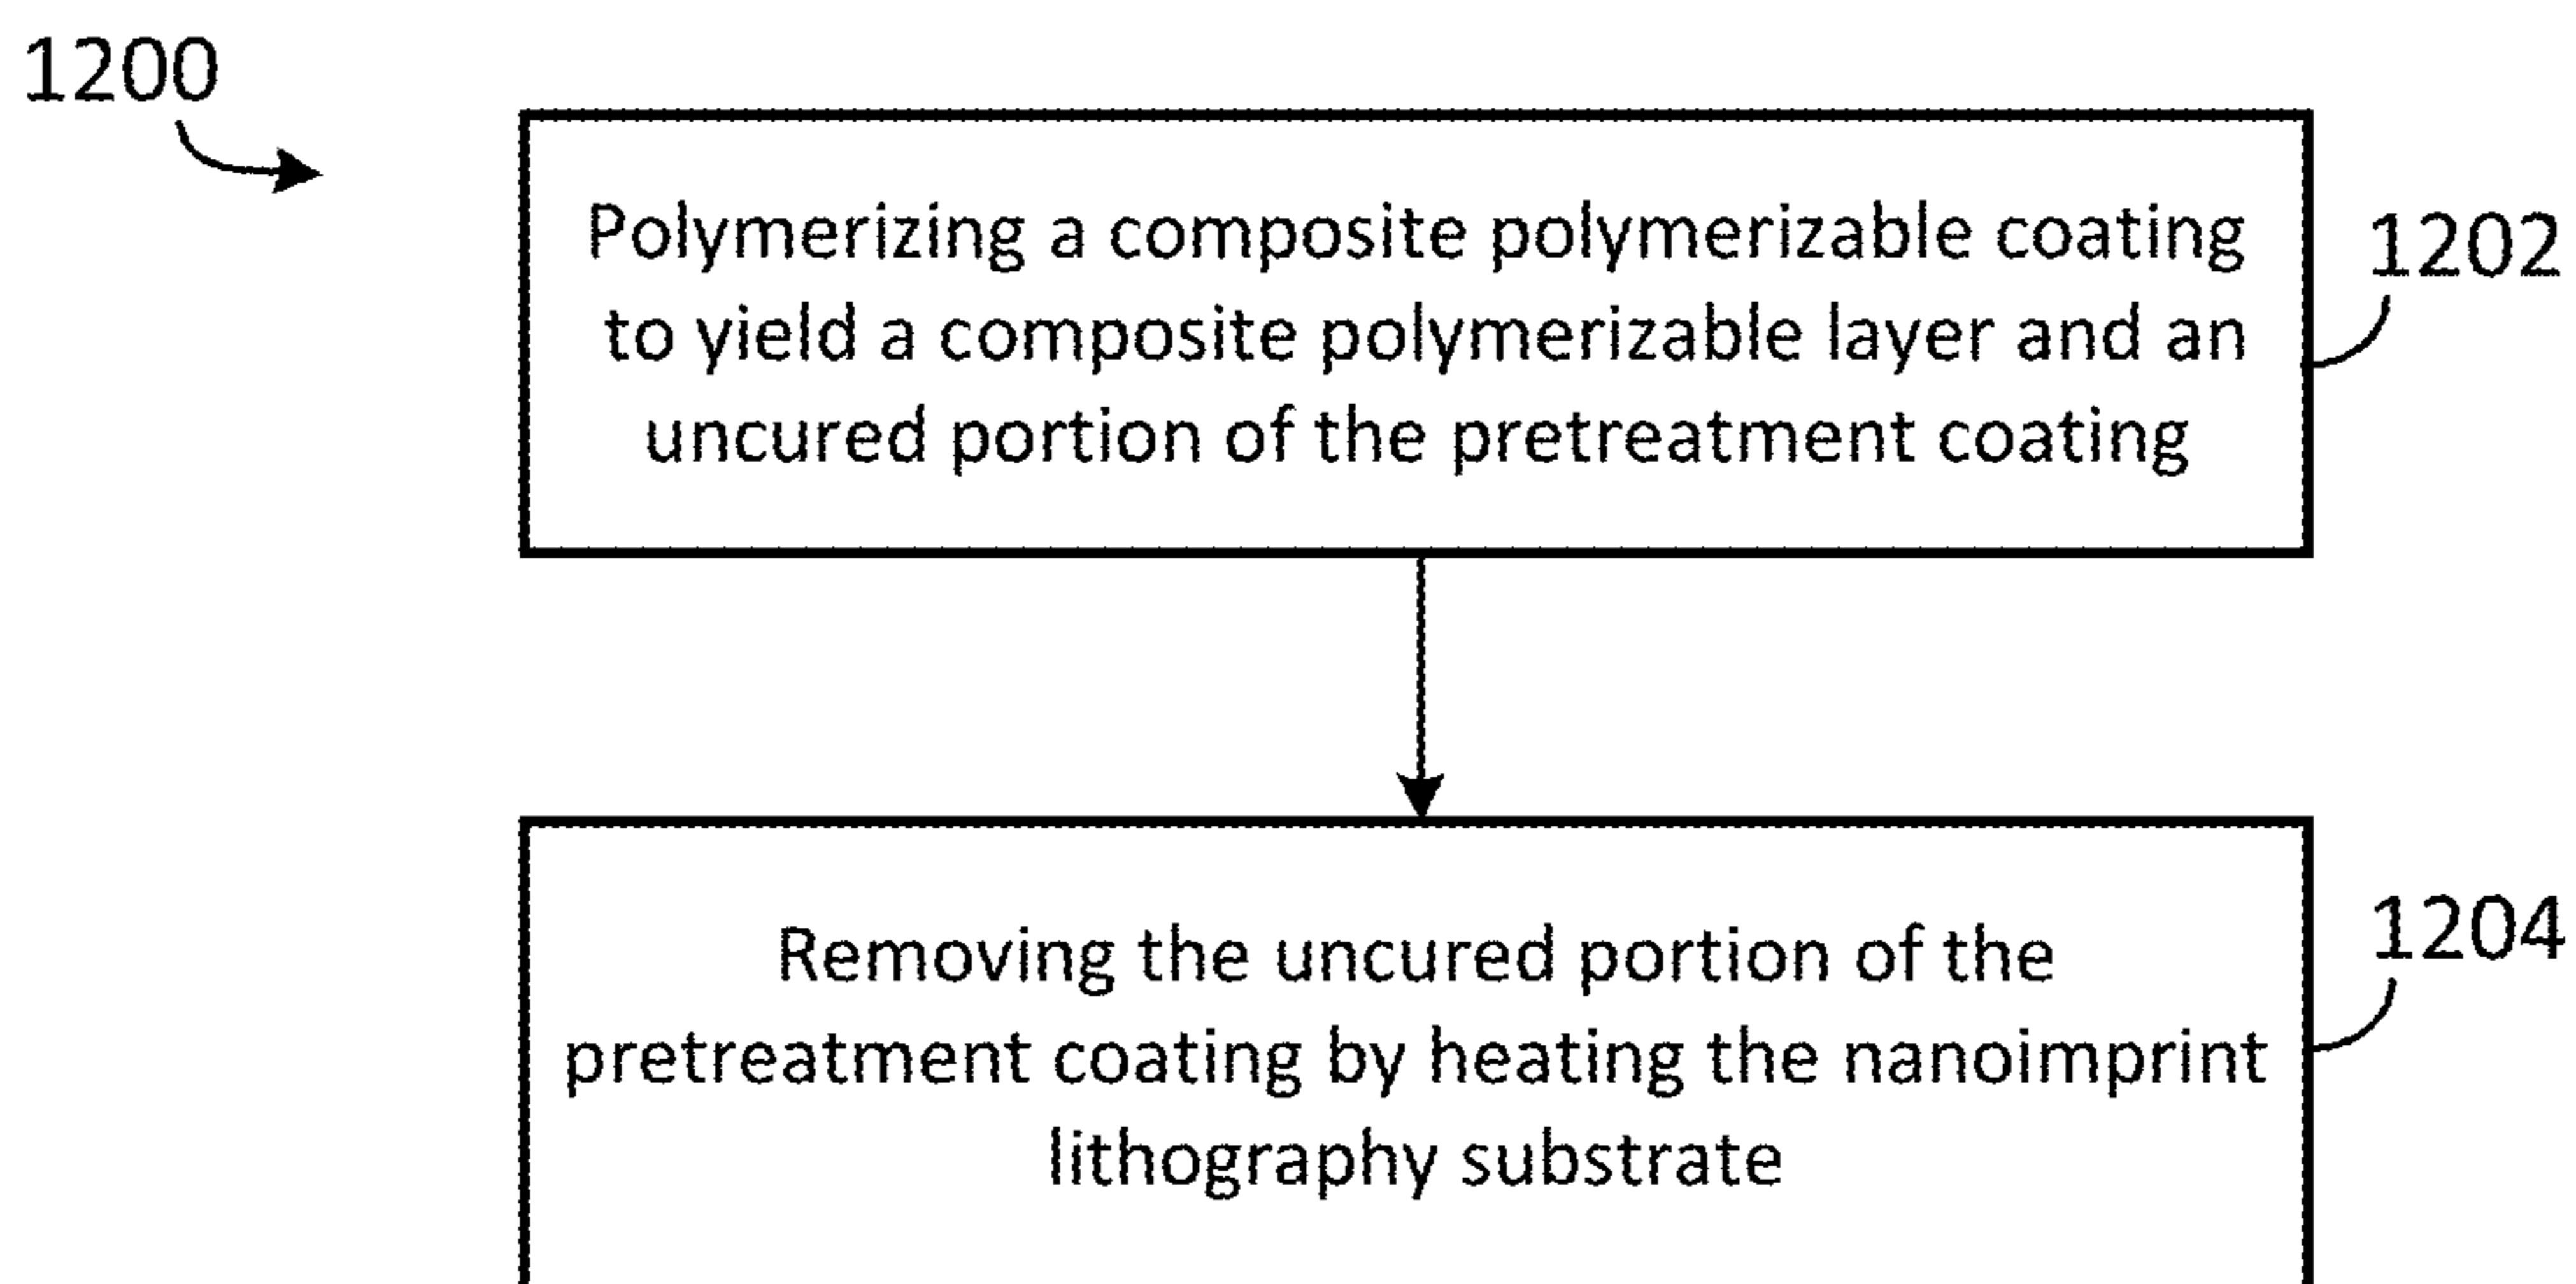 1200
Polymerizing a composite polymerizable coating
to yield a composite polymerizable layer and an
uncured portion of the pretreatment coating
1202
Removing the uncured portion of the
pretreatment coating by heating the nanoimprint
lithography substrate
1204